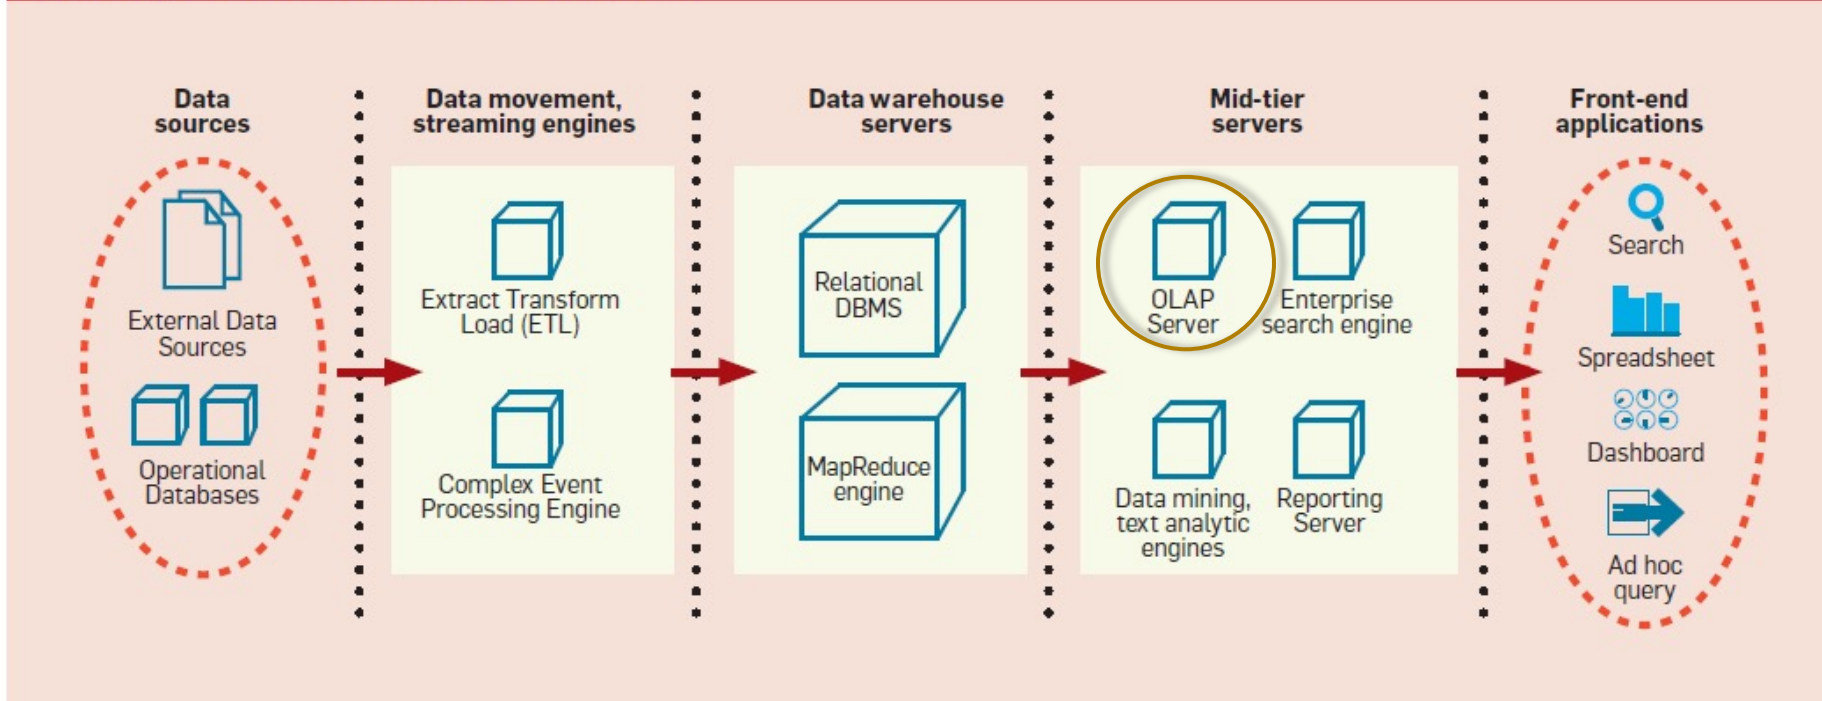 Data
sources
Data movement,
streaming engines
Data warehouse
servers
Mid-tier
servers
Front-end
applications
External Data
Sources
Operational
Databases
Extract Transform
Load (ETL)
Complex Event
Processing Engine
Relational
DBMS
MapReduce
engine
OLAP
Server
Enterprise
search engine
Data mining,
text analytic
engines
Reporting
Server
Search
Spreadsheet
Dashboard
Ad hoc
query